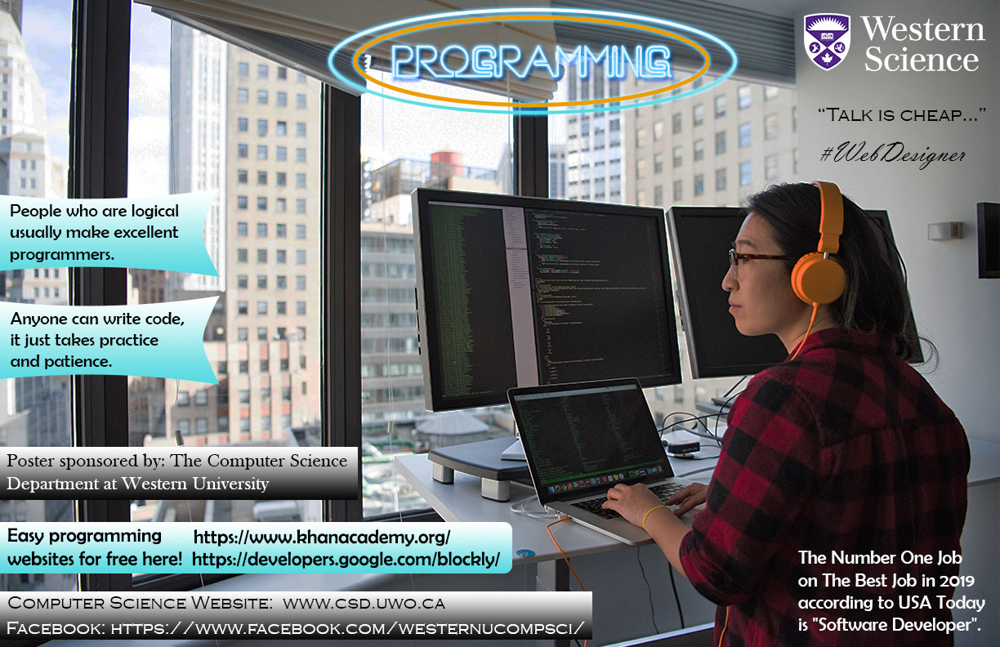 PROGRAMMING
Western
Science
“Talk is cheap...”
#WebDesigner
People who are logical
usually make excellent
programmers.
Anyone can write code,
it just takes practice
and patience.
Poster sponsored by: The Computer Science
Department at Western University
Easy programming
websites for free here!
https://www.khanacademy.org/
https://developers.google.com/blockly/
Computer Science Website: www.csd.uwo.ca
Facebook: https://www.facebook.com/westernucompsci/
The Number One Job
on The Best Job in 2019
according to USA Today
is "Software Developer".